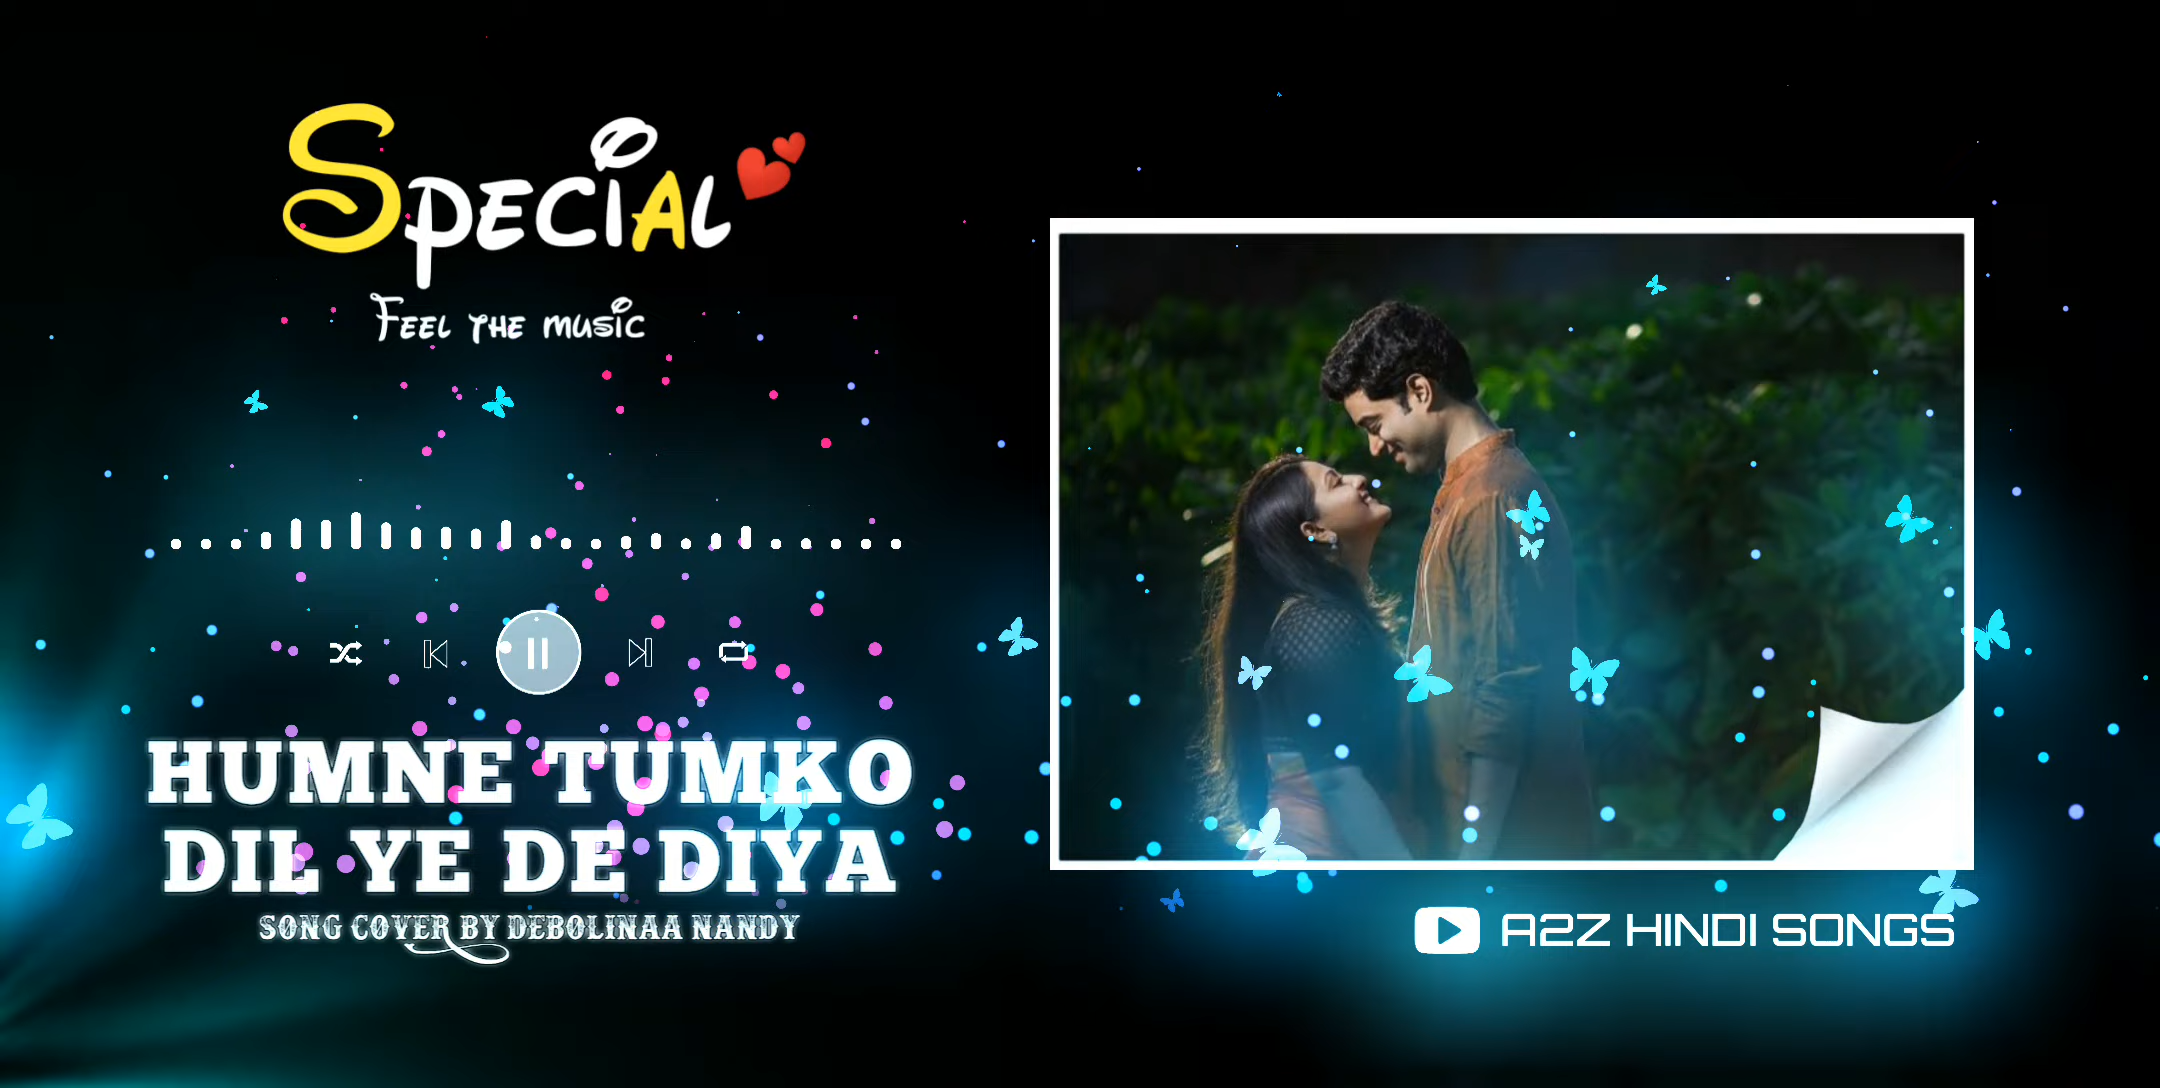 SPECIAL
FEEL THE MUSIC
HUMNE TUMKO
DIL YE DE DIYA
SONG COVER BY DEBOLINAA NANDY
A2Z HINDI SONGS